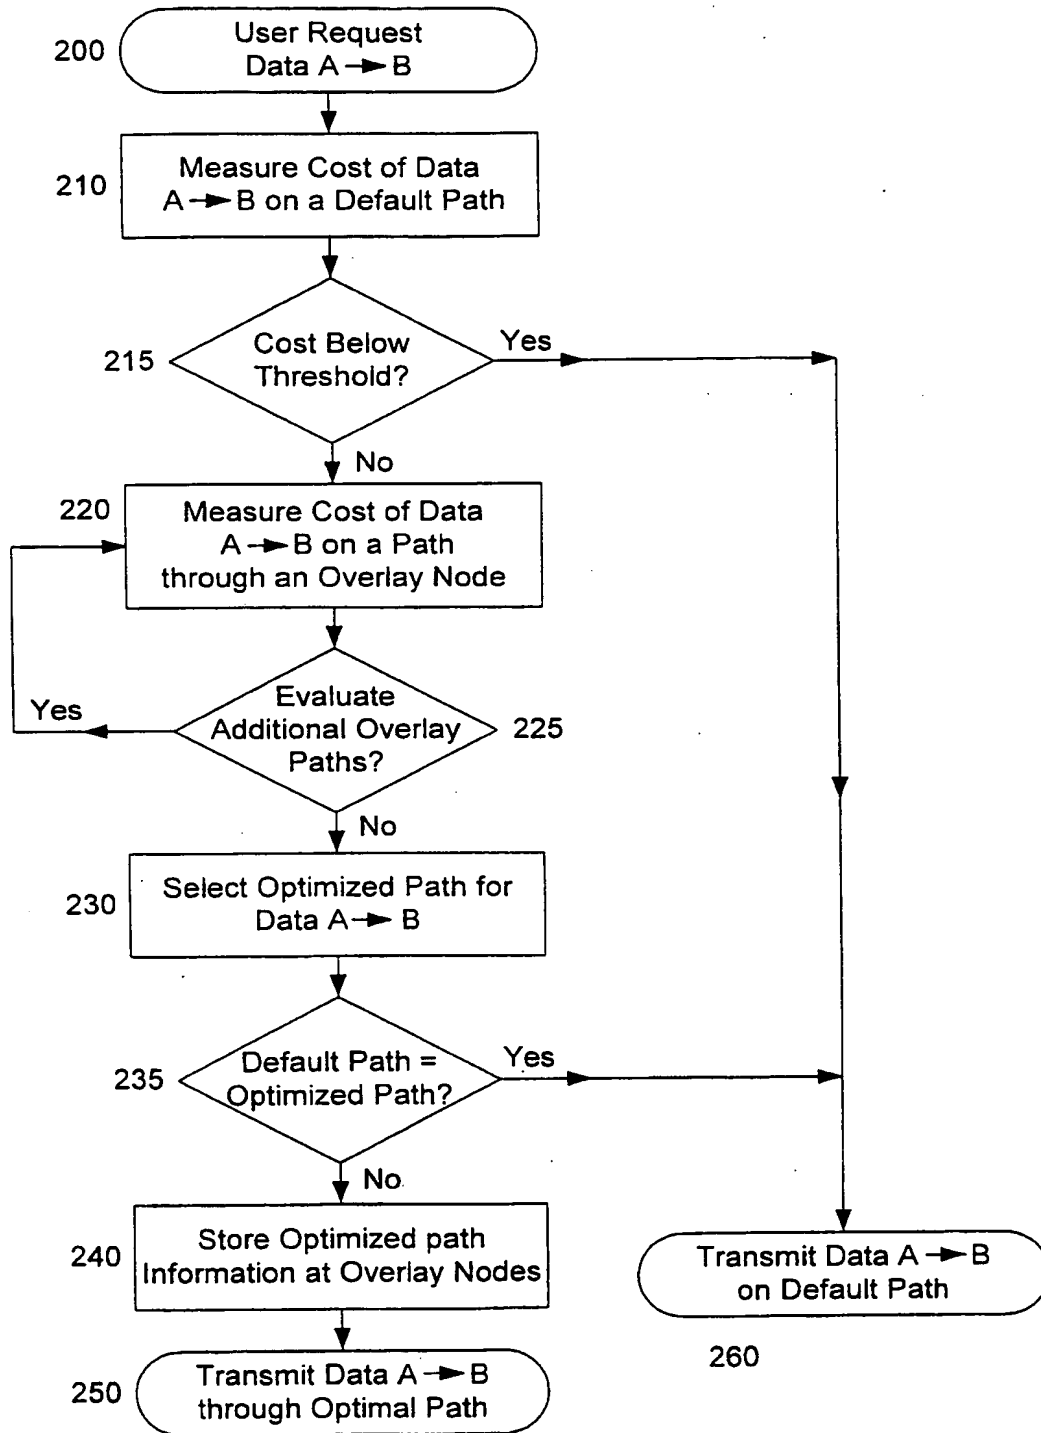 200
User Request
Data A → B
210
Measure Cost of Data
A → B on a Default Path
215
Cost Below
Threshold?
Yes
No
220
Measure Cost of Data
A → B on a Path
through an Overlay Node
Yes
Evaluate
Additional Overlay
Paths?
225
No
230
Select Optimized Path for
Data A → B
235
Default Path =
Optimized Path?
Yes
No
240
Store Optimized path
Information at Overlay Nodes
Transmit Data A → B
on Default Path
260
250
Transmit Data A → B
through Optimal Path